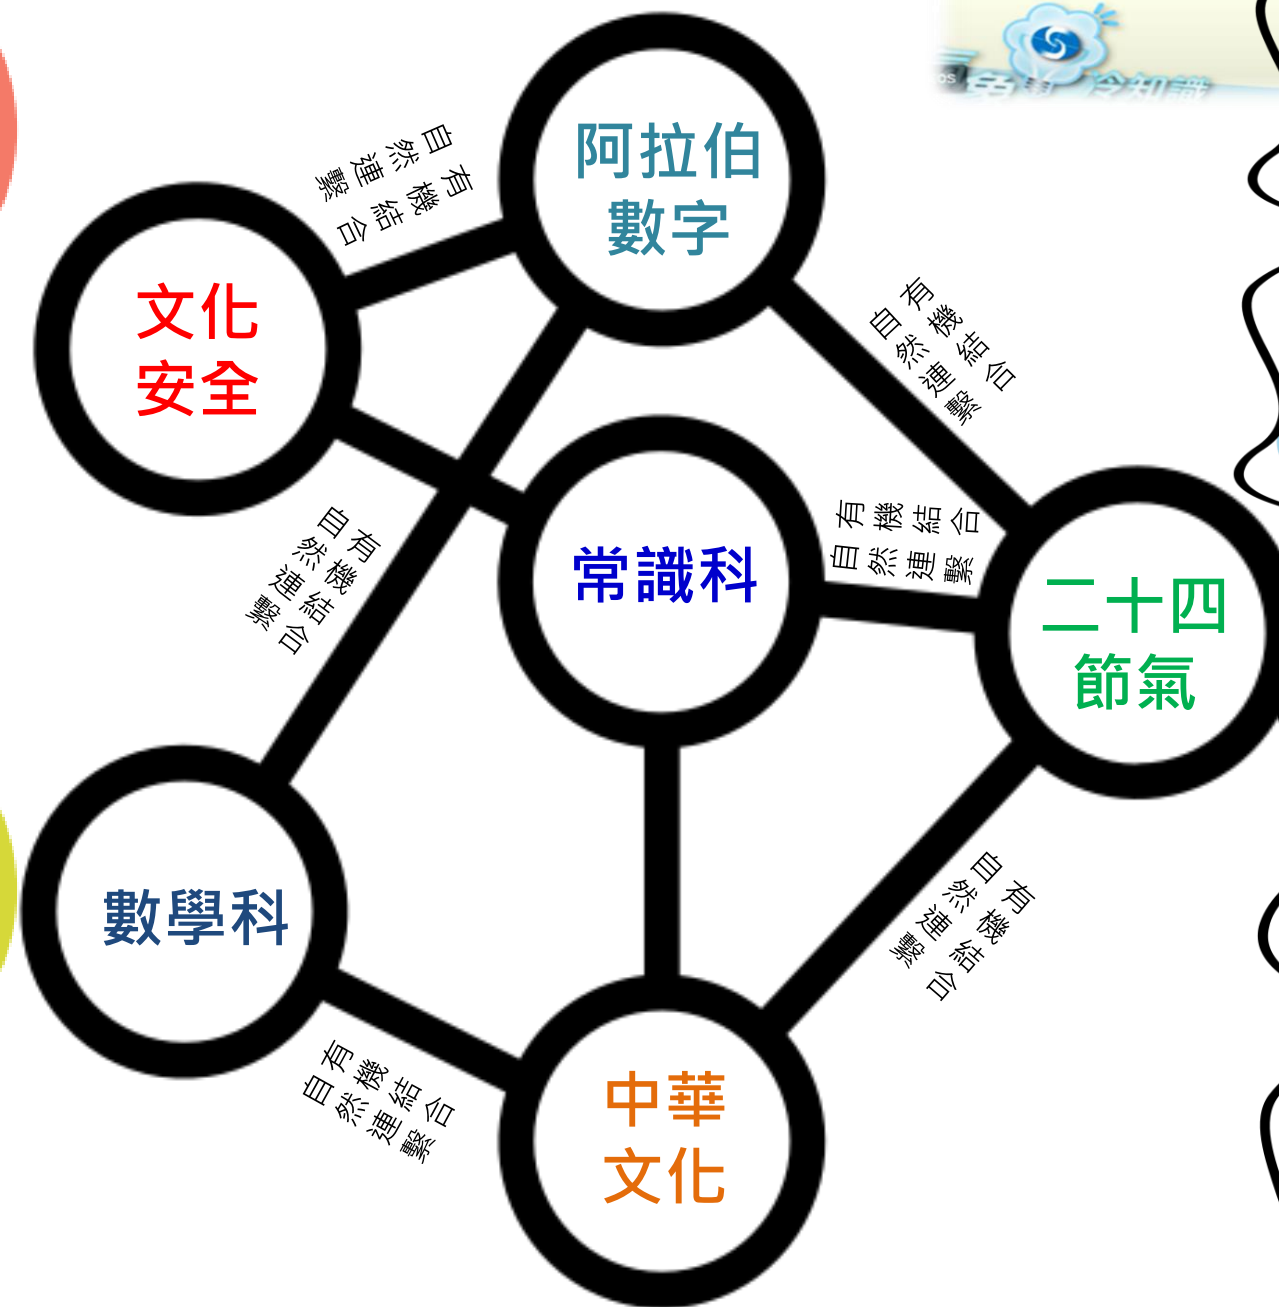 阿拉伯
數字
有機結合
自然連繫
文化
安全
有機結合
自然連繫
有機結合
自然連繫
常識科
二十四
節氣
有機結合
自然連繫
數學科
有機結合
自然連繫
有機結合
自然連繫
中華
文化
冷知識